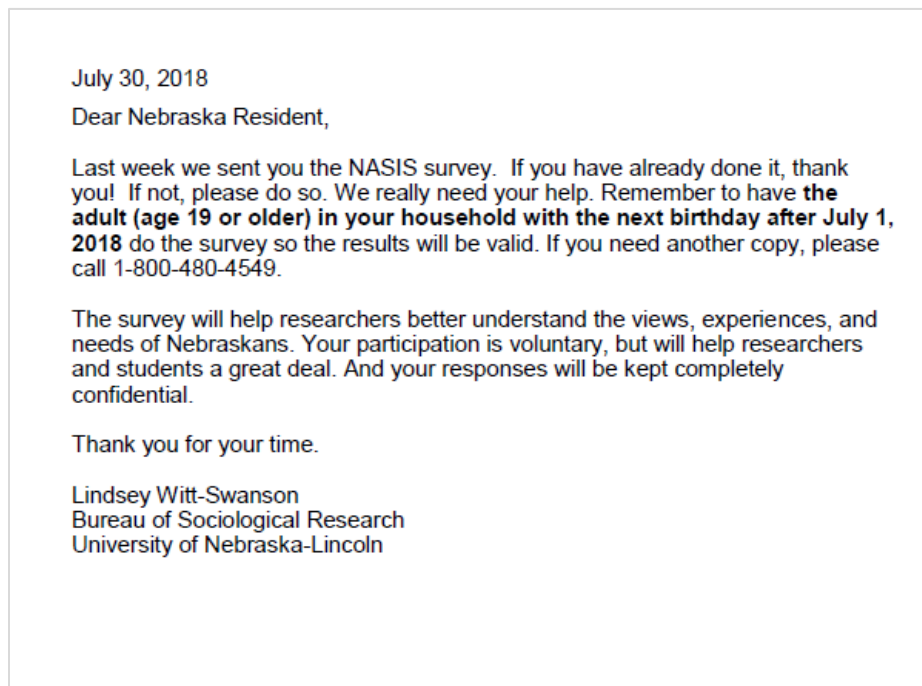 July 30, 2018
Dear Nebraska Resident,
Last week we sent you the NASIS survey.  If you have already done it, thank
you!  If not, please do so. We really need your help. Remember to have the
adult (age 19 or older) in your household with the next birthday after July 1,
2018 do the survey so the results will be valid. If you need another copy, please
call 1-800-480-4549.
The survey will help researchers better understand the views, experiences, and
needs of Nebraskans. Your participation is voluntary, but will help researchers
and students a great deal. And your responses will be kept completely
confidential.
Thank you for your time.
Lindsey Witt-Swanson
Bureau of Sociological Research
University of Nebraska-Lincoln